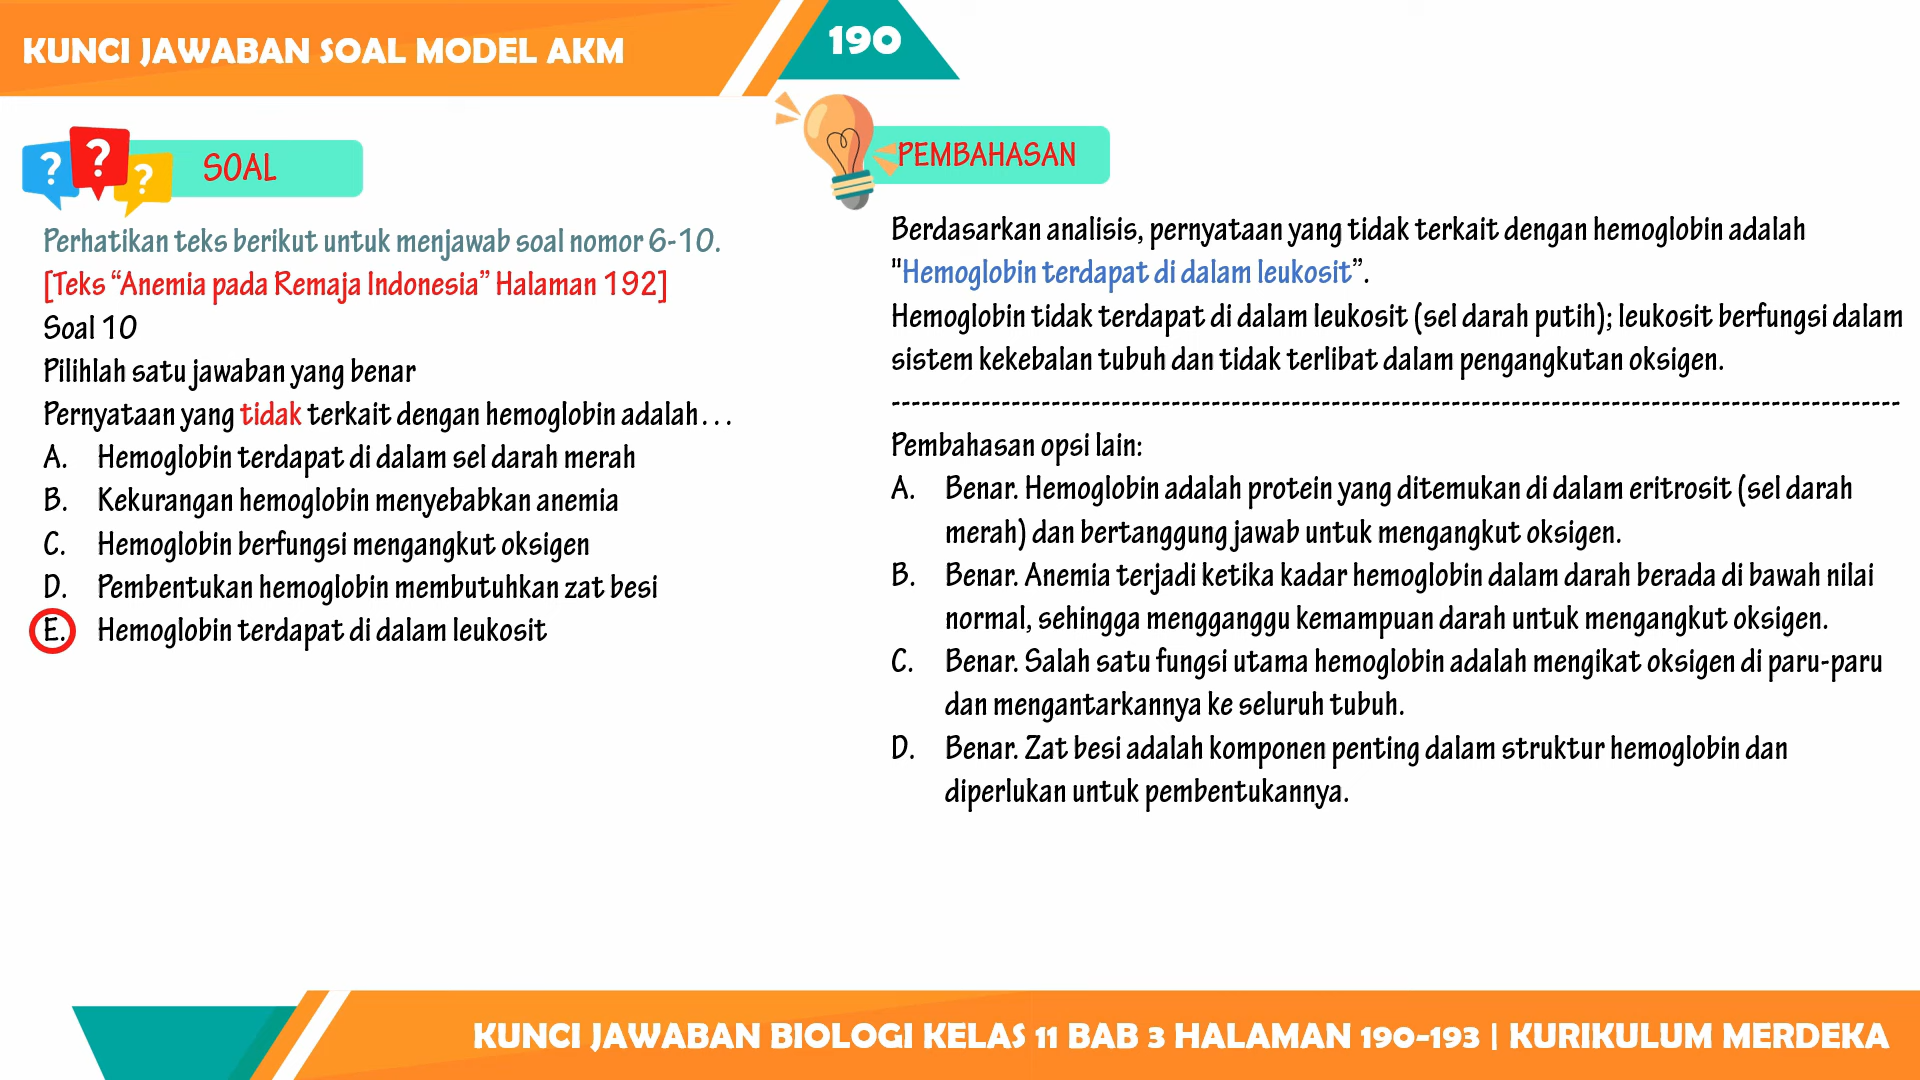 KUNCI JAWABAN SOAL MODEL AKM
190
? ? ?
SOAL
Perhatikan teks berikut untuk menjawab soal nomor 6-10.
[Teks “Anemia pada Remaja Indonesia” Halaman 192]
Soal 10
Pilihlah satu jawaban yang benar
Pernyataan yang tidak terkait dengan hemoglobin adalah...
A. Hemoglobin terdapat di dalam sel darah merah
B. Kekurangan hemoglobin menyebabkan anemia
C. Hemoglobin berfungsi mengangkut oksigen
D. Pembentukan hemoglobin membutuhkan zat besi
E. Hemoglobin terdapat di dalam leukosit
PEMBAHASAN
Berdasarkan analisis, pernyataan yang tidak terkait dengan hemoglobin adalah
"Hemoglobin terdapat di dalam leukosit”.
Hemoglobin tidak terdapat di dalam leukosit (sel darah putih); leukosit berfungsi dalam
sistem kekebalan tubuh dan tidak terlibat dalam pengangkutan oksigen.
-----------------------------------------------------------------------------------------------------
Pembahasan opsi lain:
A. Benar. Hemoglobin adalah protein yang ditemukan di dalam eritrosit (sel darah
merah) dan bertanggung jawab untuk mengangkut oksigen.
B. Benar. Anemia terjadi ketika kadar hemoglobin dalam darah berada di bawah nilai
normal, sehingga mengganggu kemampuan darah untuk mengangkut oksigen.
C. Benar. Salah satu fungsi utama hemoglobin adalah mengikat oksigen di paru-paru
dan mengantarkannya ke seluruh tubuh.
D. Benar. Zat besi adalah komponen penting dalam struktur hemoglobin dan
diperlukan untuk pembentukannya.
KUNCI JAWABAN BIOLOGI KELAS 11 BAB 3 HALAMAN 190-193 | KURIKULUM MERDEKA